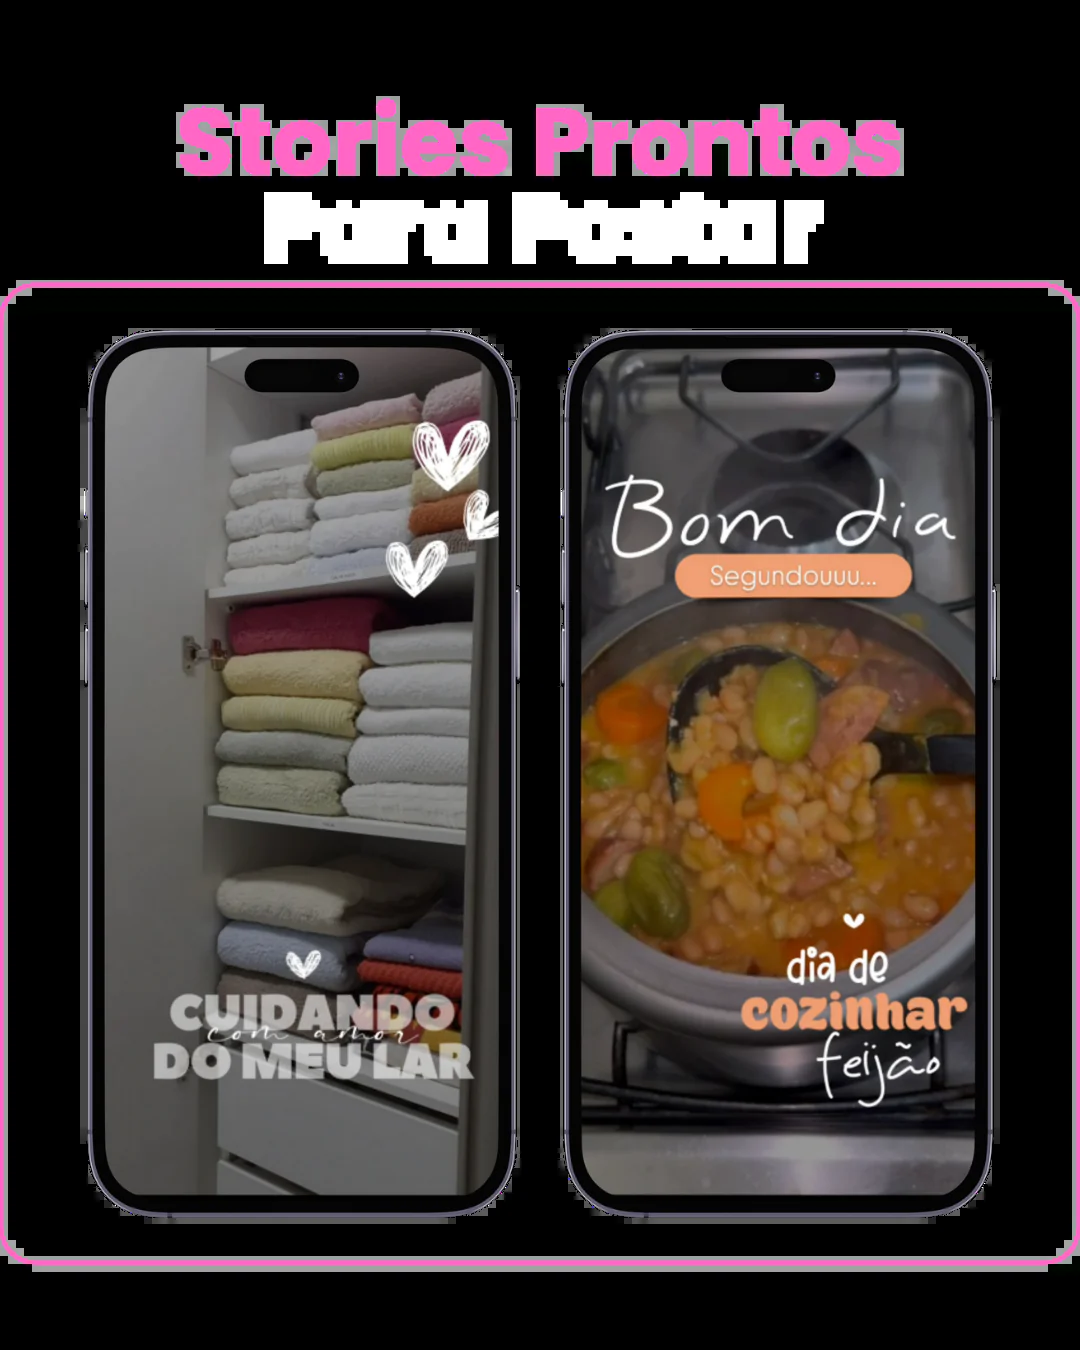 Stories Prontos
Para Postar
CUIDANDO
com amor
DO MEU LAR
Bom dia
Segundouuu...
dia de
cozinhar
feijão